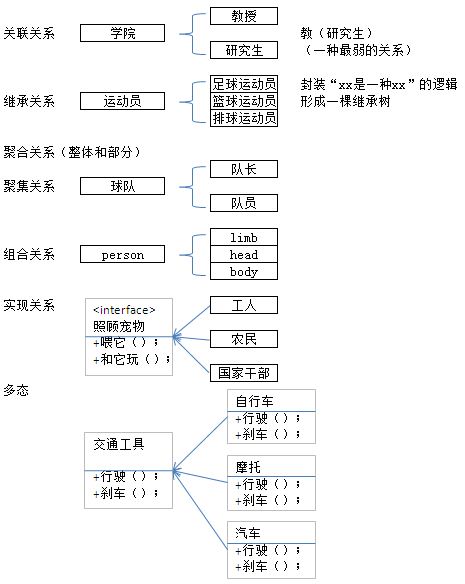 关联关系 学院 教授 教（研究生）
研究生 （一种最弱的关系）
继承关系 运动员 足球运动员 封装“xx是一种xx”的逻辑
篮球运动员 形成一棵继承树
排球运动员
聚合关系（整体和部分）
聚集关系 球队 队长
队员
组合关系 person limb
head
body
实现关系
<interface>
照顾宠物
+喂它（）；
+和它玩（）；
工人
农民
国家干部
多态
交通工具
+行驶（）；
+刹车（）；
自行车
+行驶（）；
+刹车（）；
摩托
+行驶（）；
+刹车（）；
汽车
+行驶（）；
+刹车（）；